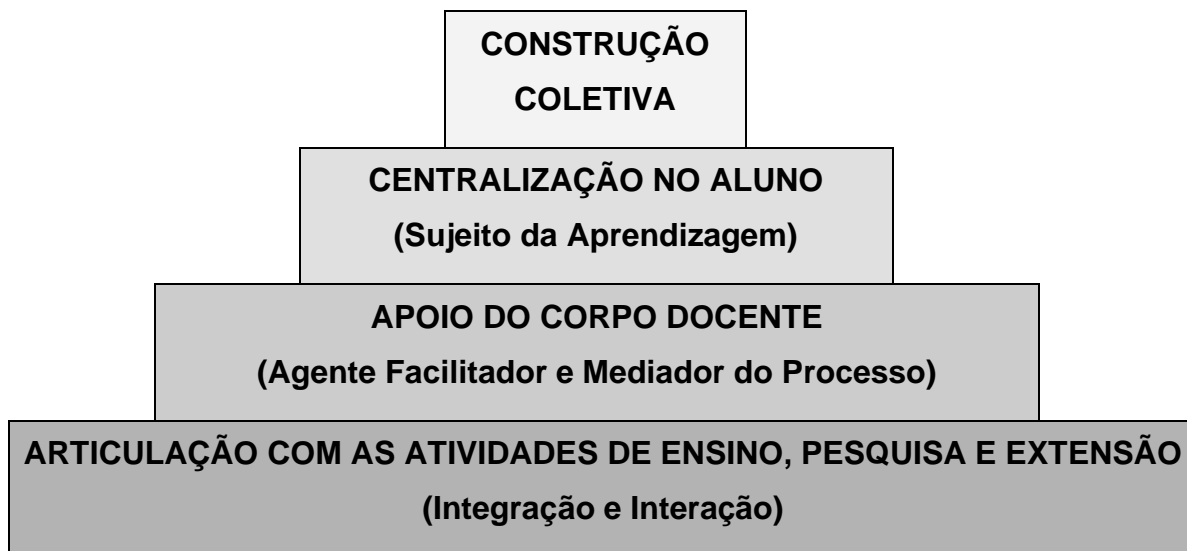 CONSTRUÇÃO
COLETIVA
CENTRALIZAÇÃO NO ALUNO
(Sujeito da Aprendizagem)
APOIO DO CORPO DOCENTE
(Agente Facilitador e Mediador do Processo)
ARTICULAÇÃO COM AS ATIVIDADES DE ENSINO, PESQUISA E EXTENSÃO
(Integração e Interação)